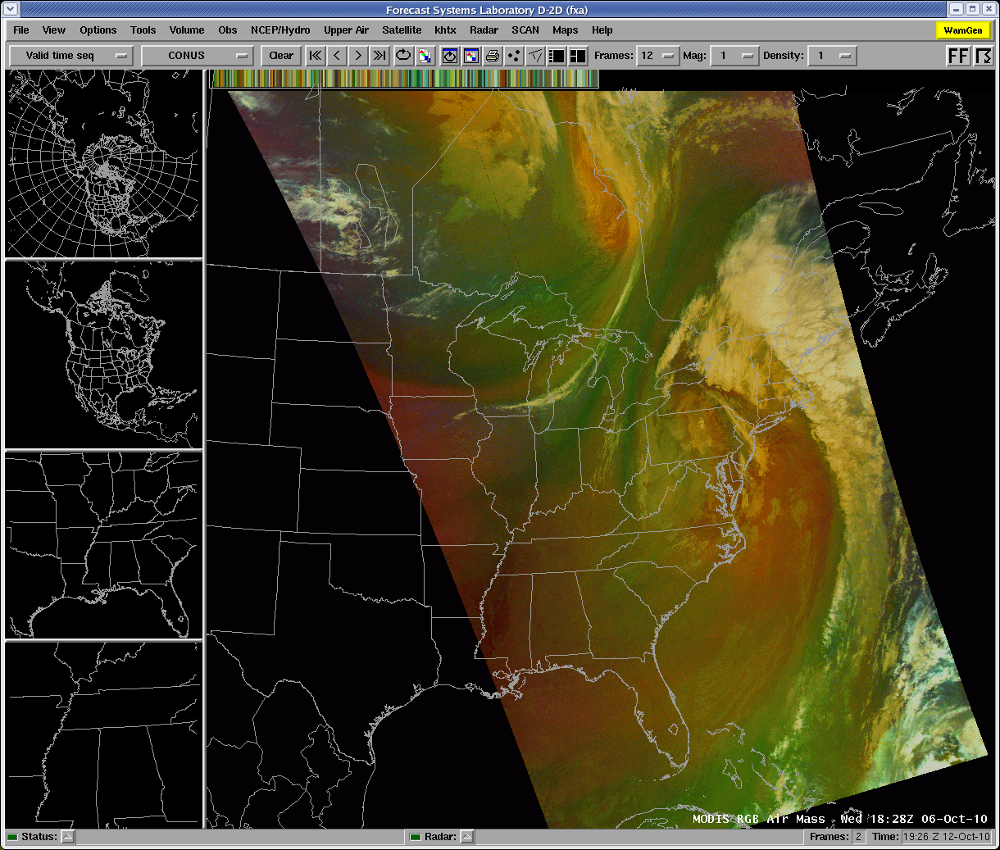 Forecast Systems Laboratory D-2D (fxa)
File View Options Tools Volume Obs NCEP/Hydro Upper Air Satellite khtx Radar SCAN Maps Help WarnGen
Valid time seq CONUS Clear Frames: 12 Mag: 1 Density: 1 FF
MODIS RGB Air Mass Wed 18:28Z 06-Oct-10
Status: Radar: Frames: 2 Time: 19:26 Z 12-Oct-10